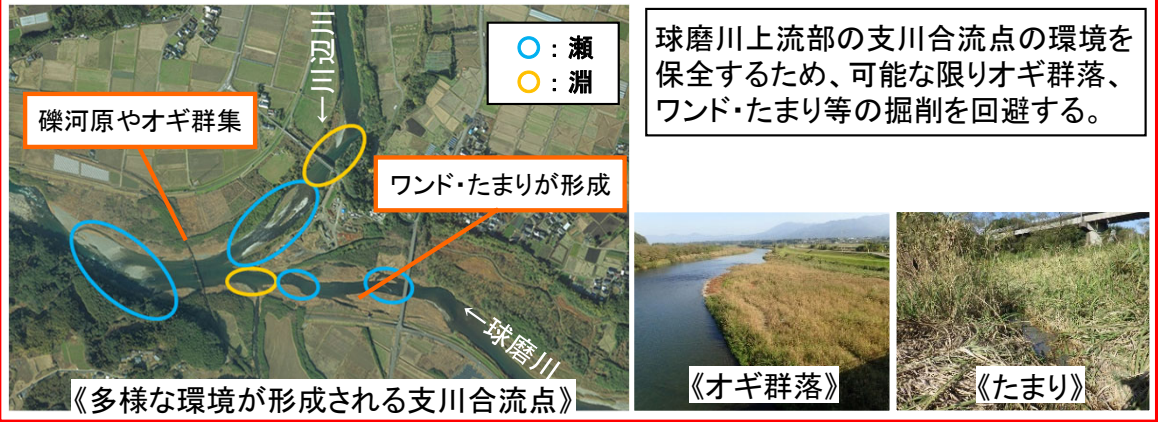 ：瀬
：淵
←川辺川
礫河原やオギ群集
ワンド・たまりが形成
←球磨川
《多様な環境が形成される支川合流点》
球磨川上流部の支川合流点の環境を
保全するため、可能な限りオギ群落、
ワンド・たまり等の掘削を回避する。
《オギ群落》
《たまり》